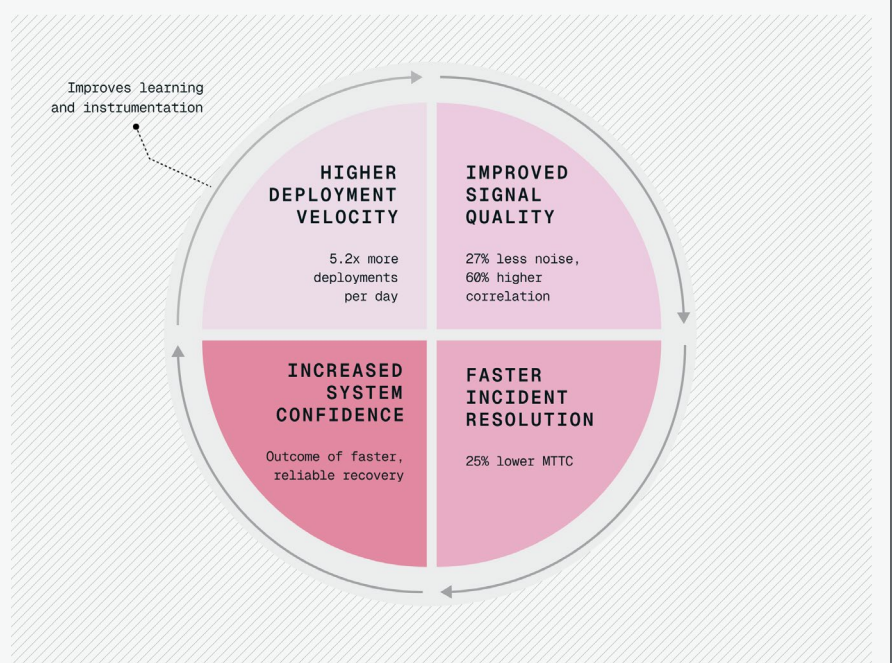 Improves learning
and instrumentation
HIGHER
DEPLOYMENT
VELOCITY
5.2x more
deployments
per day
IMPROVED
SIGNAL
QUALITY
27% less noise,
60% higher
correlation
INCREASED
SYSTEM
CONFIDENCE
Outcome of faster,
reliable recovery
FASTER
INCIDENT
RESOLUTION
25% lower MTTC